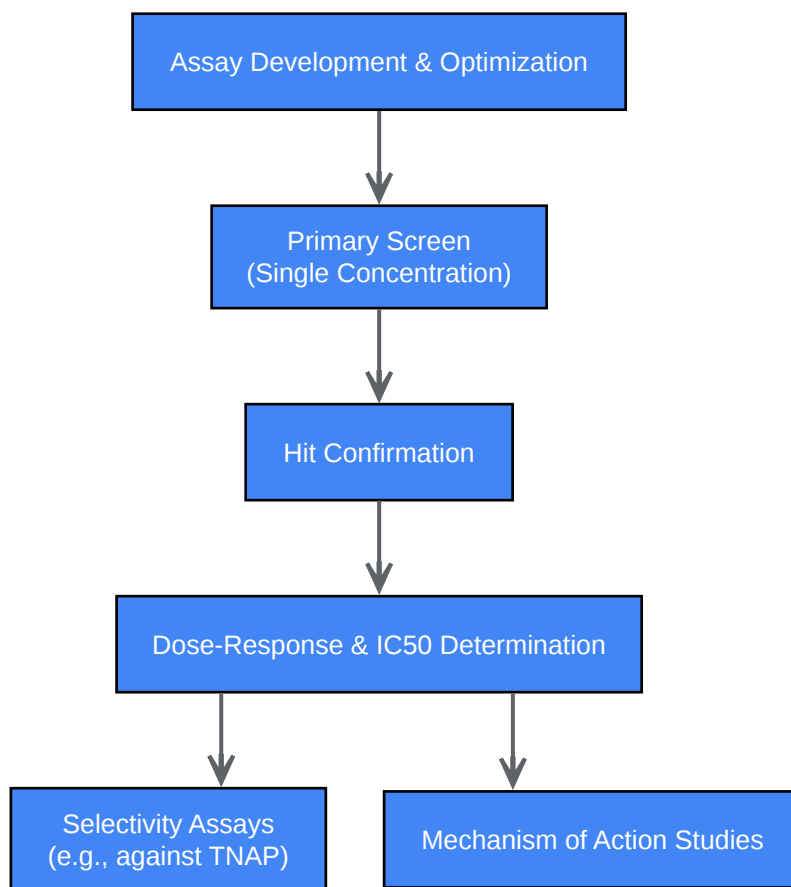 Assay Development & Optimization
Primary Screen
(Single Concentration)
Hit Confirmation
Dose-Response & IC50 Determination
Selectivity Assays
(e.g., against TNAP)
Mechanism of Action Studies